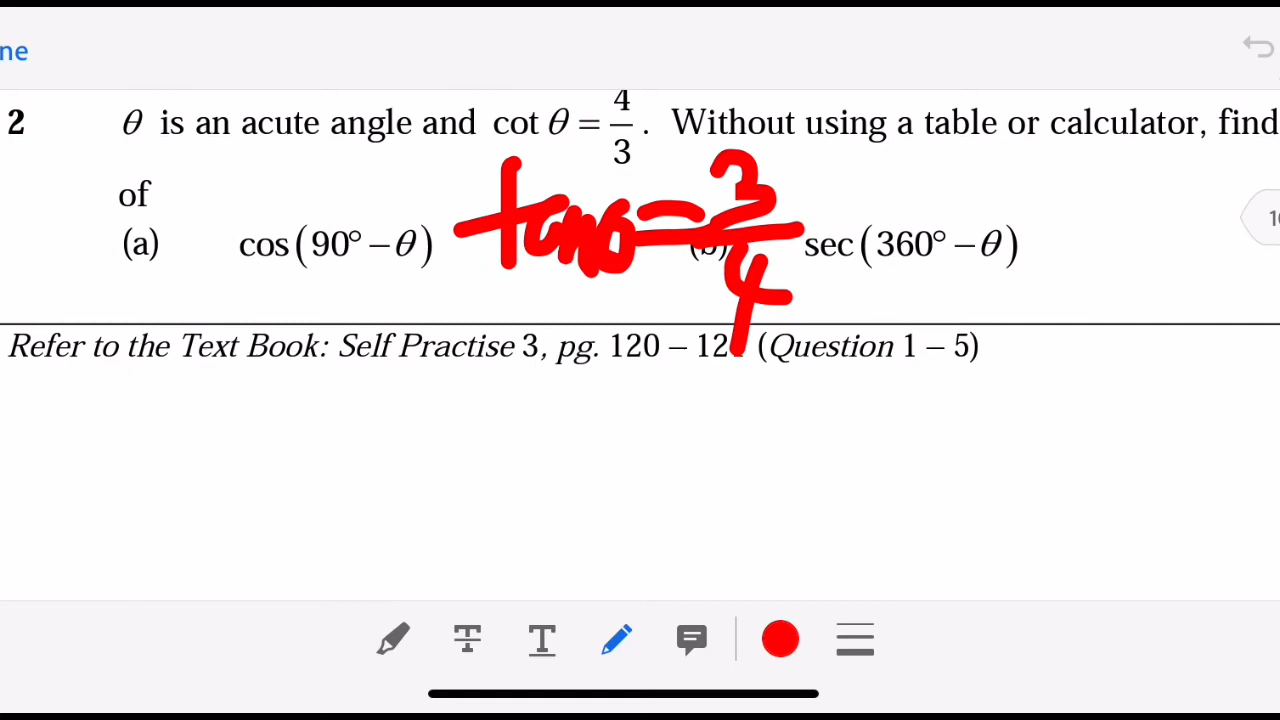 ne
2 θ is an acute angle and cot θ = 4/3 . Without using a table or calculator, find
of
tanθ = 3/4
(a) cos(90° – θ) (b) sec(360° – θ)
Refer to the Text Book: Self Practise 3, pg. 120 – 12 (Question 1 – 5)